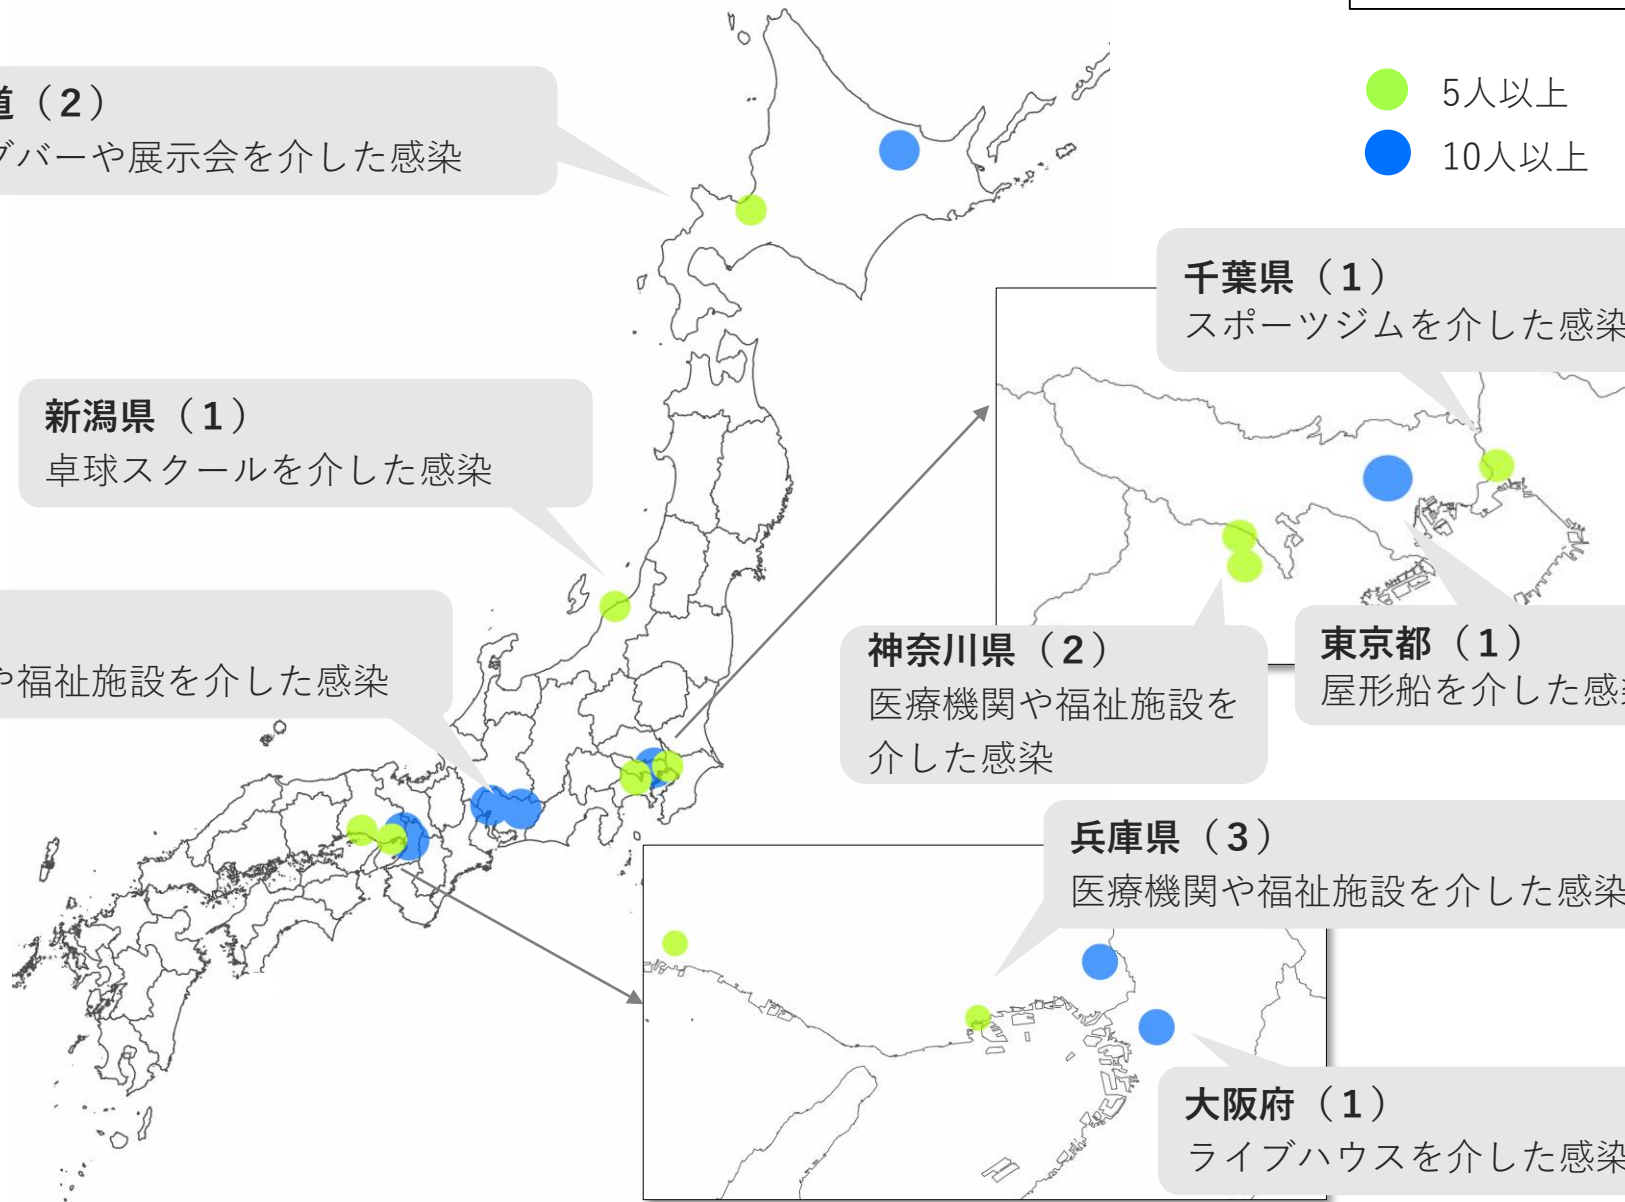 道（2）
グバーや展示会を介した感染
5人以上
10人以上
千葉県（1）
スポーツジムを介した感染
新潟県（1）
卓球スクールを介した感染
や福祉施設を介した感染
神奈川県（2）
医療機関や福祉施設を
介した感染
東京都（1）
屋形船を介した感染
兵庫県（3）
医療機関や福祉施設を介した感染
大阪府（1）
ライブハウスを介した感染